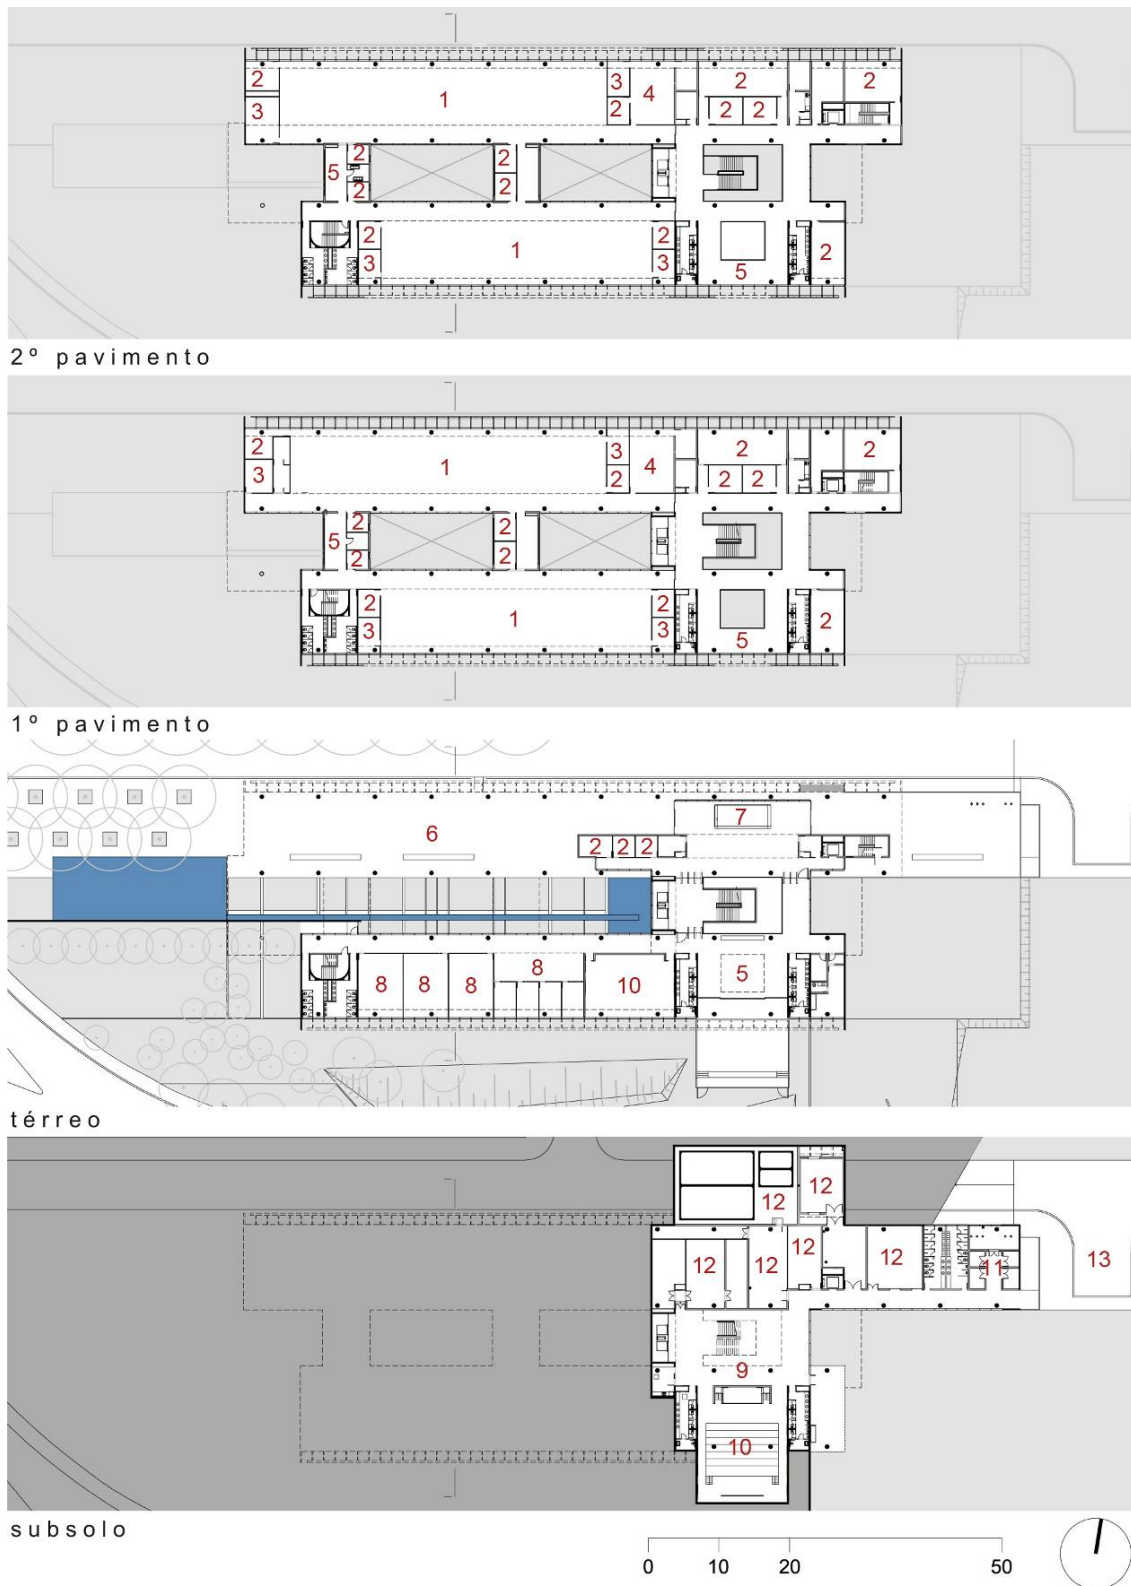 2 3 1 3 2 4 2 2 2 2
5 2 2 2 2
2 3 1 2 3 5 2
2º pavimento
2 3 1 3 2 4 2 2 2 2
5 2 2 2 2
2 3 1 2 3 5 2
1º pavimento
6 2 2 2 7
8 8 8 8 10 5
térreo
12 12
12 12 12 12 11 13
9
10
subsolo
0 10 20 50